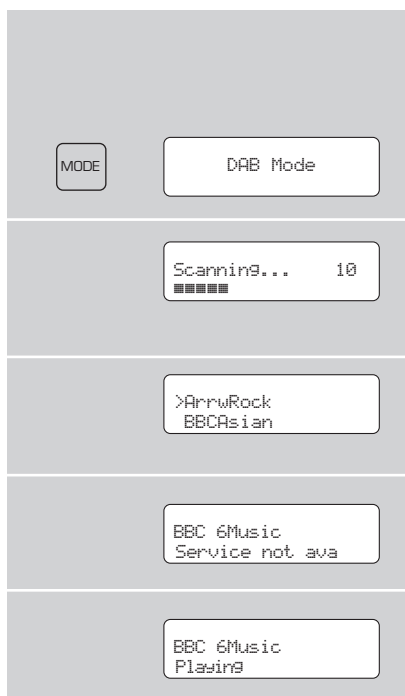 MODE
DAB Mode
Scanning... 10
>ArrwRock
BBCAsian
BBC 6Music
Service not ava
BBC 6Music
Playing